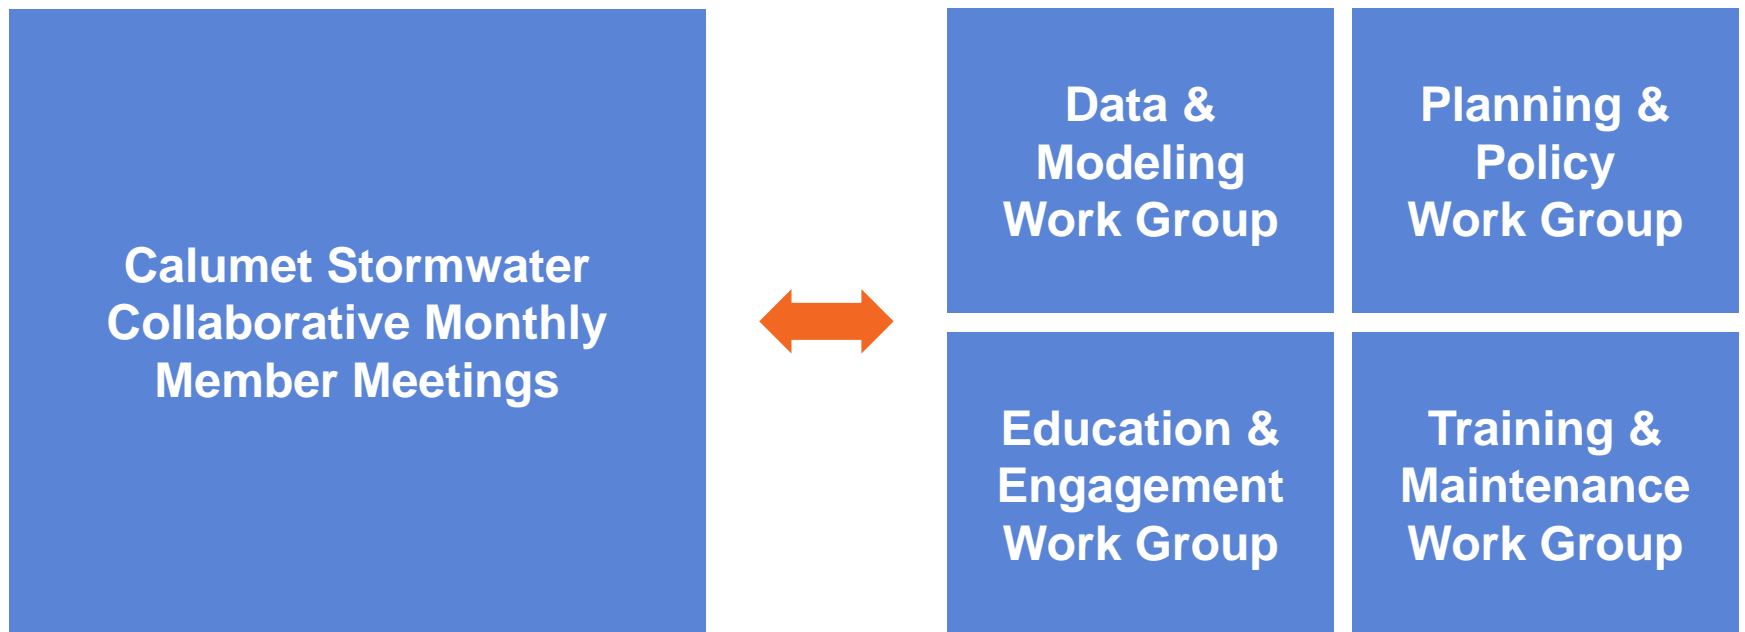 Calumet Stormwater
Collaborative Monthly
Member Meetings
Data &
Modeling
Work Group
Planning &
Policy
Work Group
Education &
Engagement
Work Group
Training &
Maintenance
Work Group